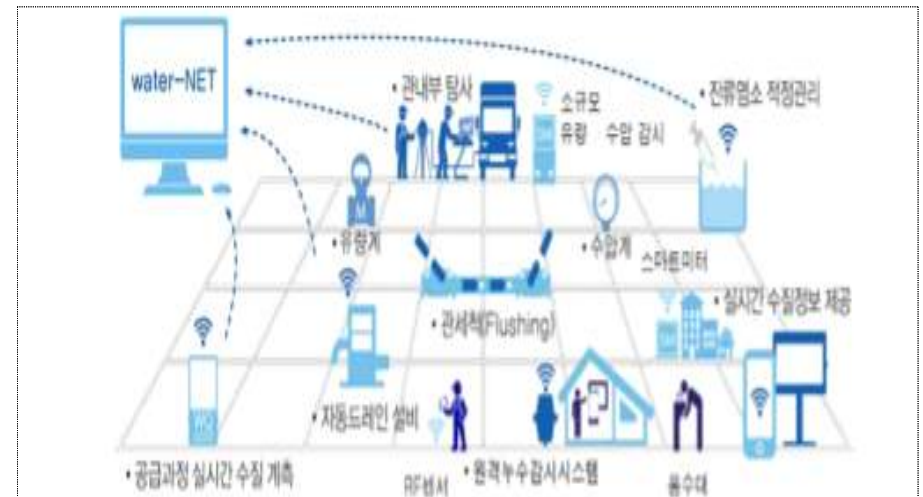 water-NET
• 관내부 탐사
소규모
유량 수압 감시
• 잔류염소 적정관리
M
• 유량계
• 수압계
스마트미터
• 관세척(Flushing)
• 실시간 수질정보 제공
• 자동드레인 설비
• 공급과정 실시간 수질 계측
RF센서
• 원격누수감시시스템
음수대